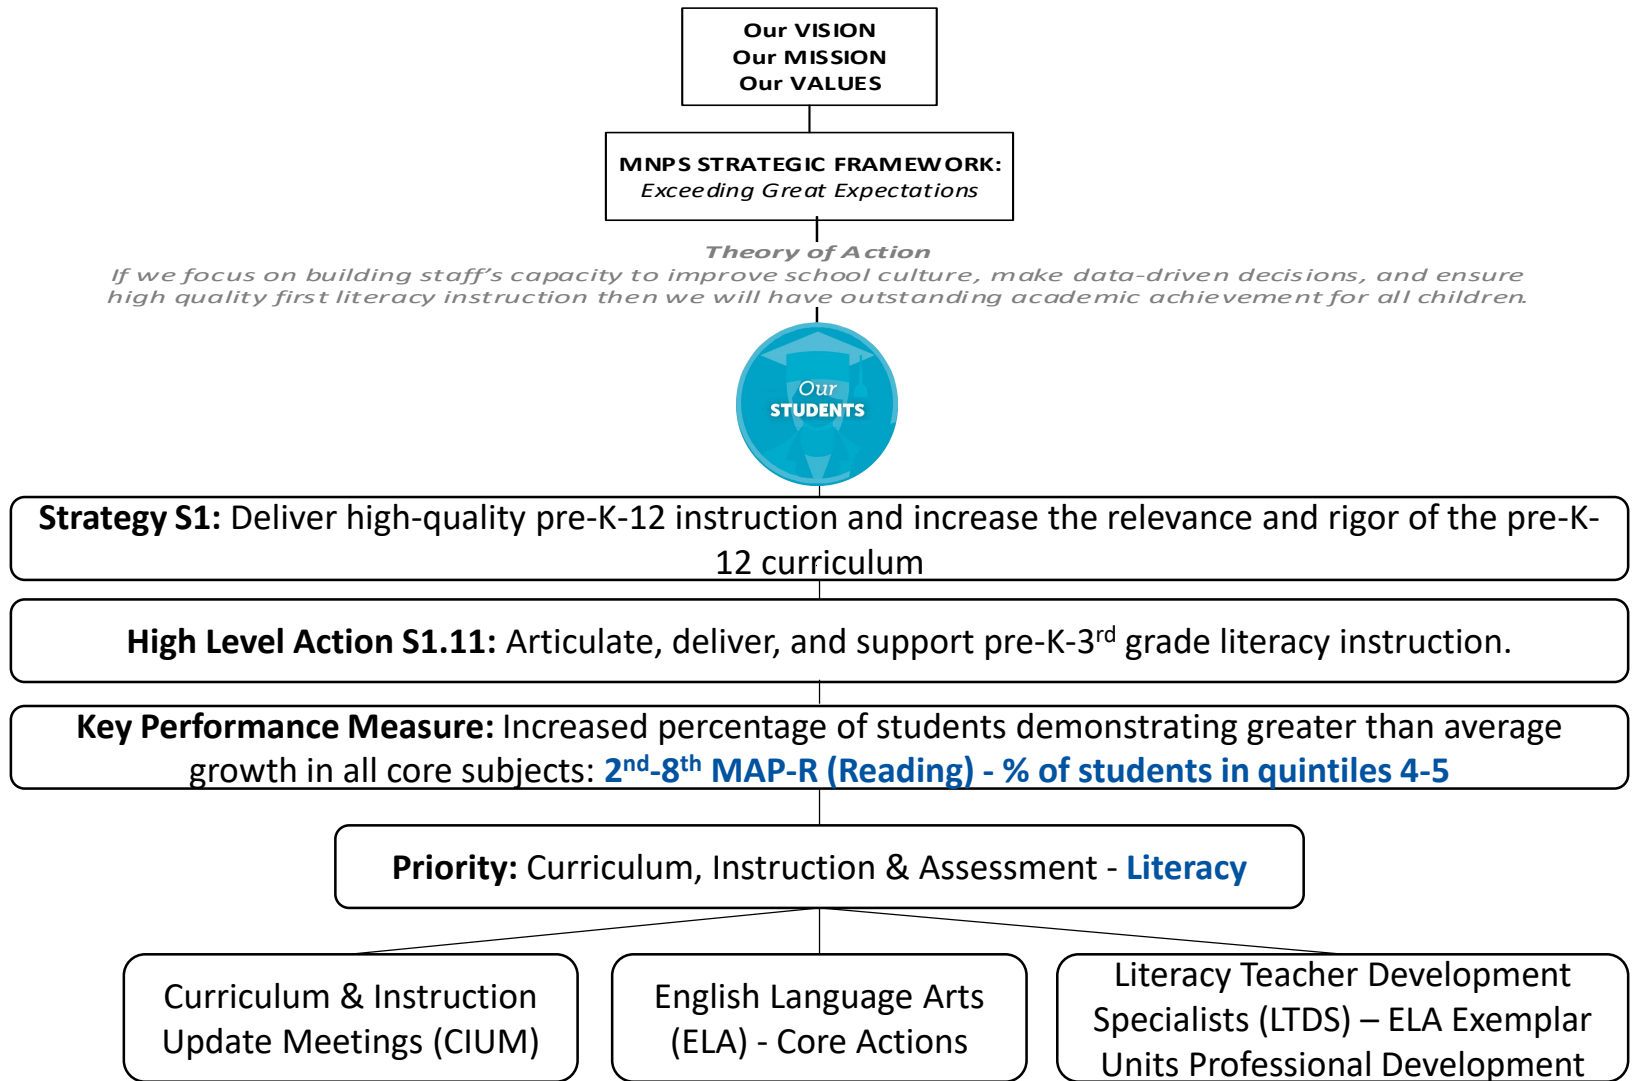 Our VISION
Our MISSION
Our VALUES
MNPS STRATEGIC FRAMEWORK:
Exceeding Great Expectations
Theory of Action
If we focus on building staff's capacity to improve school culture, make data-driven decisions, and ensure
high quality first literacy instruction then we will have outstanding academic achievement for all children.
Our
STUDENTS
Strategy S1: Deliver high-quality pre-K-12 instruction and increase the relevance and rigor of the pre-K-
12 curriculum
High Level Action S1.11: Articulate, deliver, and support pre-K-3rd grade literacy instruction.
Key Performance Measure: Increased percentage of students demonstrating greater than average
growth in all core subjects: 2nd-8th MAP-R (Reading) - % of students in quintiles 4-5
Priority: Curriculum, Instruction & Assessment - Literacy
Curriculum & Instruction
Update Meetings (CIUM)
English Language Arts
(ELA) - Core Actions
Literacy Teacher Development
Specialists (LTDS) – ELA Exemplar
Units Professional Development